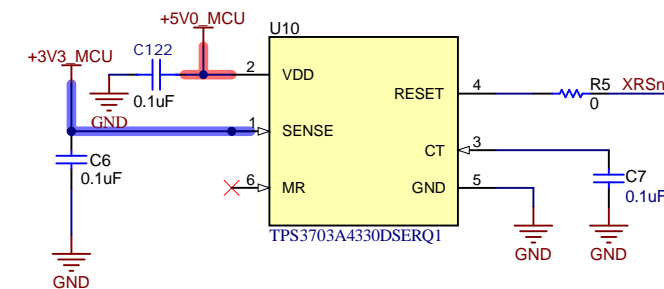 +5V0_MCU
U10
+3V3_MCU
C122
2
VDD
0.1uF
GND
4
RESET
R5
XRSn
0
1
SENSE
3
CT
C6
0.1uF
6
MR
5
GND
C7
0.1uF
TPS3703A4330DSERQ1
GND
GND
GND